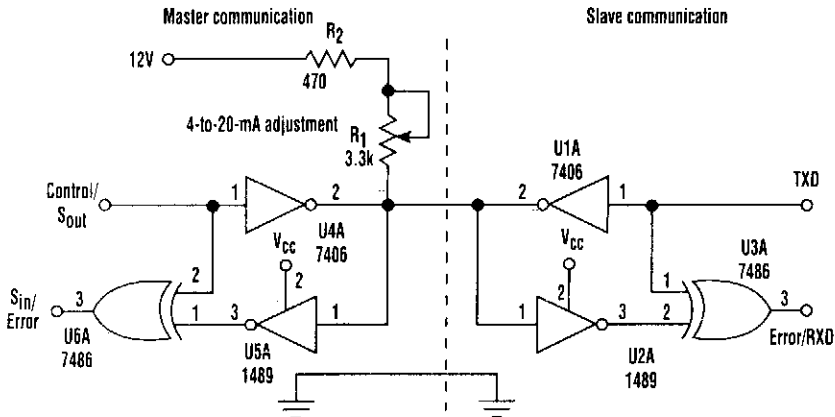 Master communication
Slave communication
R2
12V
470
4-to-20-mA adjustment
R1
3.3k
U1A
7406
Control/
Sout
1
2
2
1
TXD
U4A
7406
VCC
VCC
U3A
7486
2
1
Sin/
Error
3
2
1
3
1
2
1
3
2
3
Error/RXD
U6A
7486
U5A
1489
U2A
1489